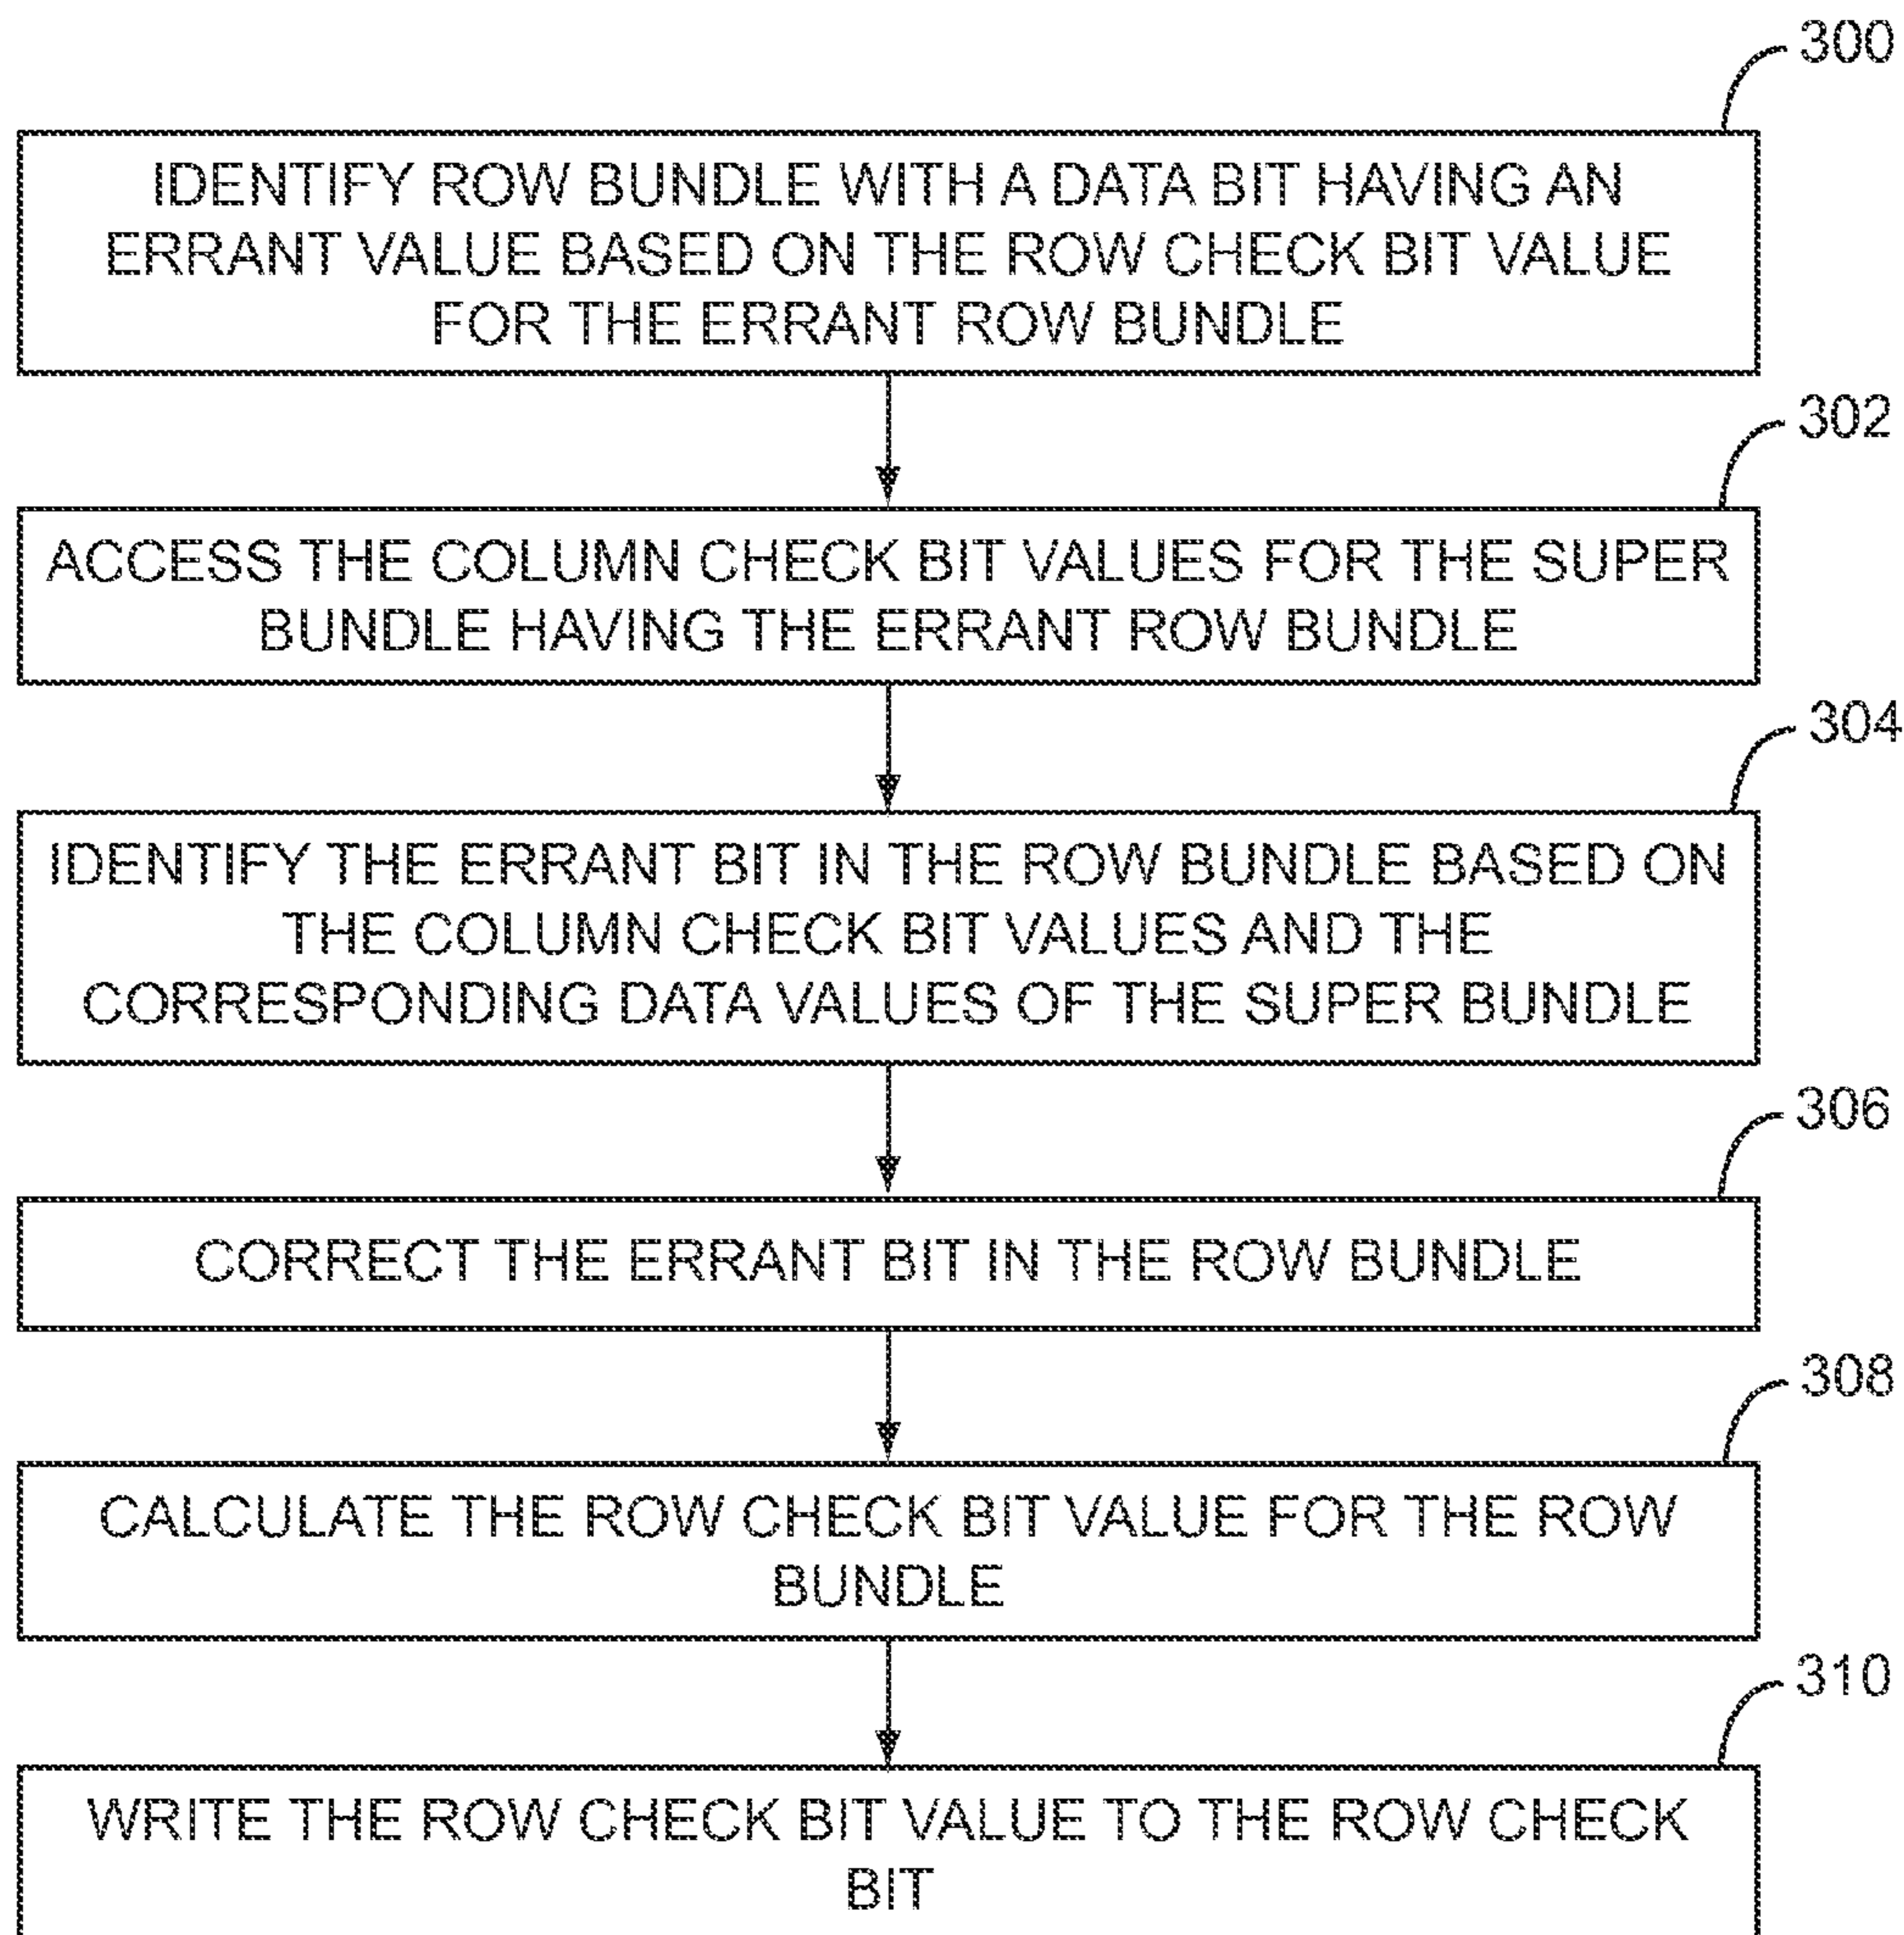 300
IDENTIFY ROW BUNDLE WITH A DATA BIT HAVING AN
ERRANT VALUE BASED ON THE ROW CHECK BIT VALUE
FOR THE ERRANT ROW BUNDLE
302
ACCESS THE COLUMN CHECK BIT VALUES FOR THE SUPER
BUNDLE HAVING THE ERRANT ROW BUNDLE
304
IDENTIFY THE ERRANT BIT IN THE ROW BUNDLE BASED ON
THE COLUMN CHECK BIT VALUES AND THE
CORRESPONDING DATA VALUES OF THE SUPER BUNDLE
306
CORRECT THE ERRANT BIT IN THE ROW BUNDLE
308
CALCULATE THE ROW CHECK BIT VALUE FOR THE ROW
BUNDLE
310
WRITE THE ROW CHECK BIT VALUE TO THE ROW CHECK
BIT